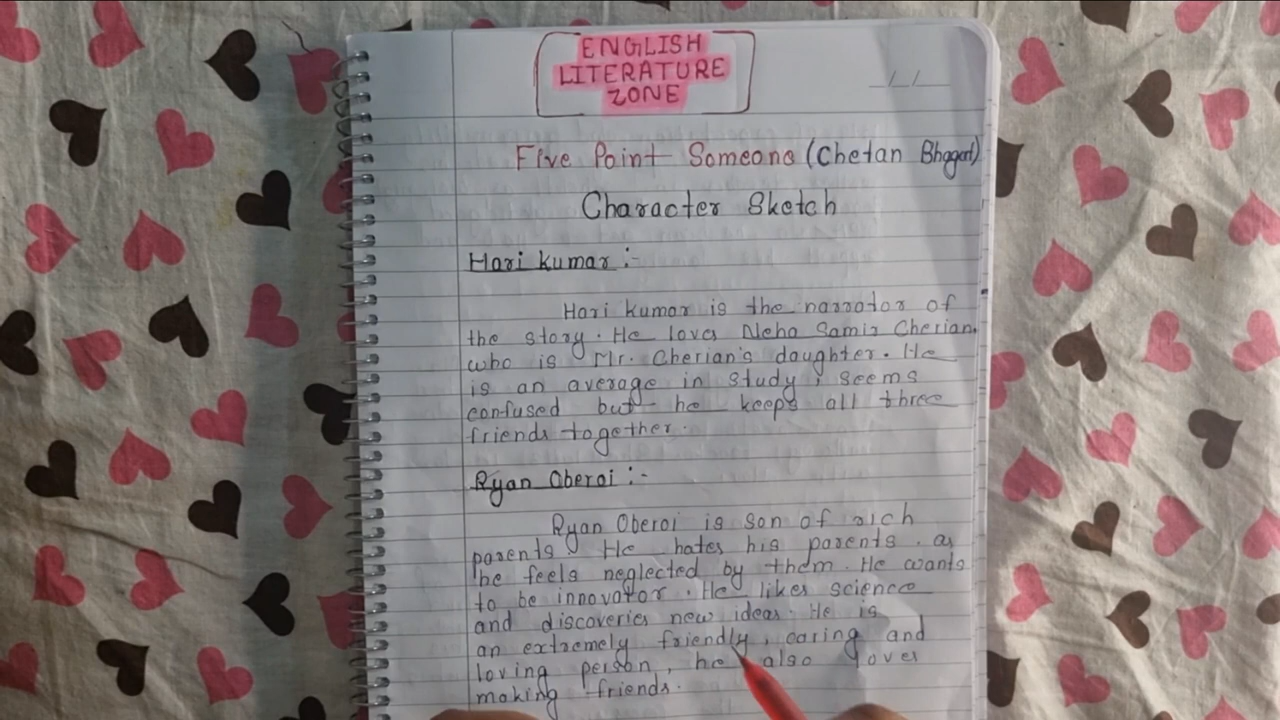 ENGLISH
LITERATURE
ZONE
Five Point Someone (Chetan Bhagat)
Character Sketch
Hari kumar :-
Hari kumar is the narrator of
the story. He loves Neha Samir Cherian.
who is Mr. Cherian's daughter. He
is an average in study, seems
confused but he keeps all three
friends together.
Ryan Oberoi :-
Ryan Oberoi is son of rich
parents. He hates his parents as
he feels neglected by them. He wants
to be innovator. He likes science
and discoveries new ideas. He is
an extremely friendly, caring and
loving person, he also loves
making friends.